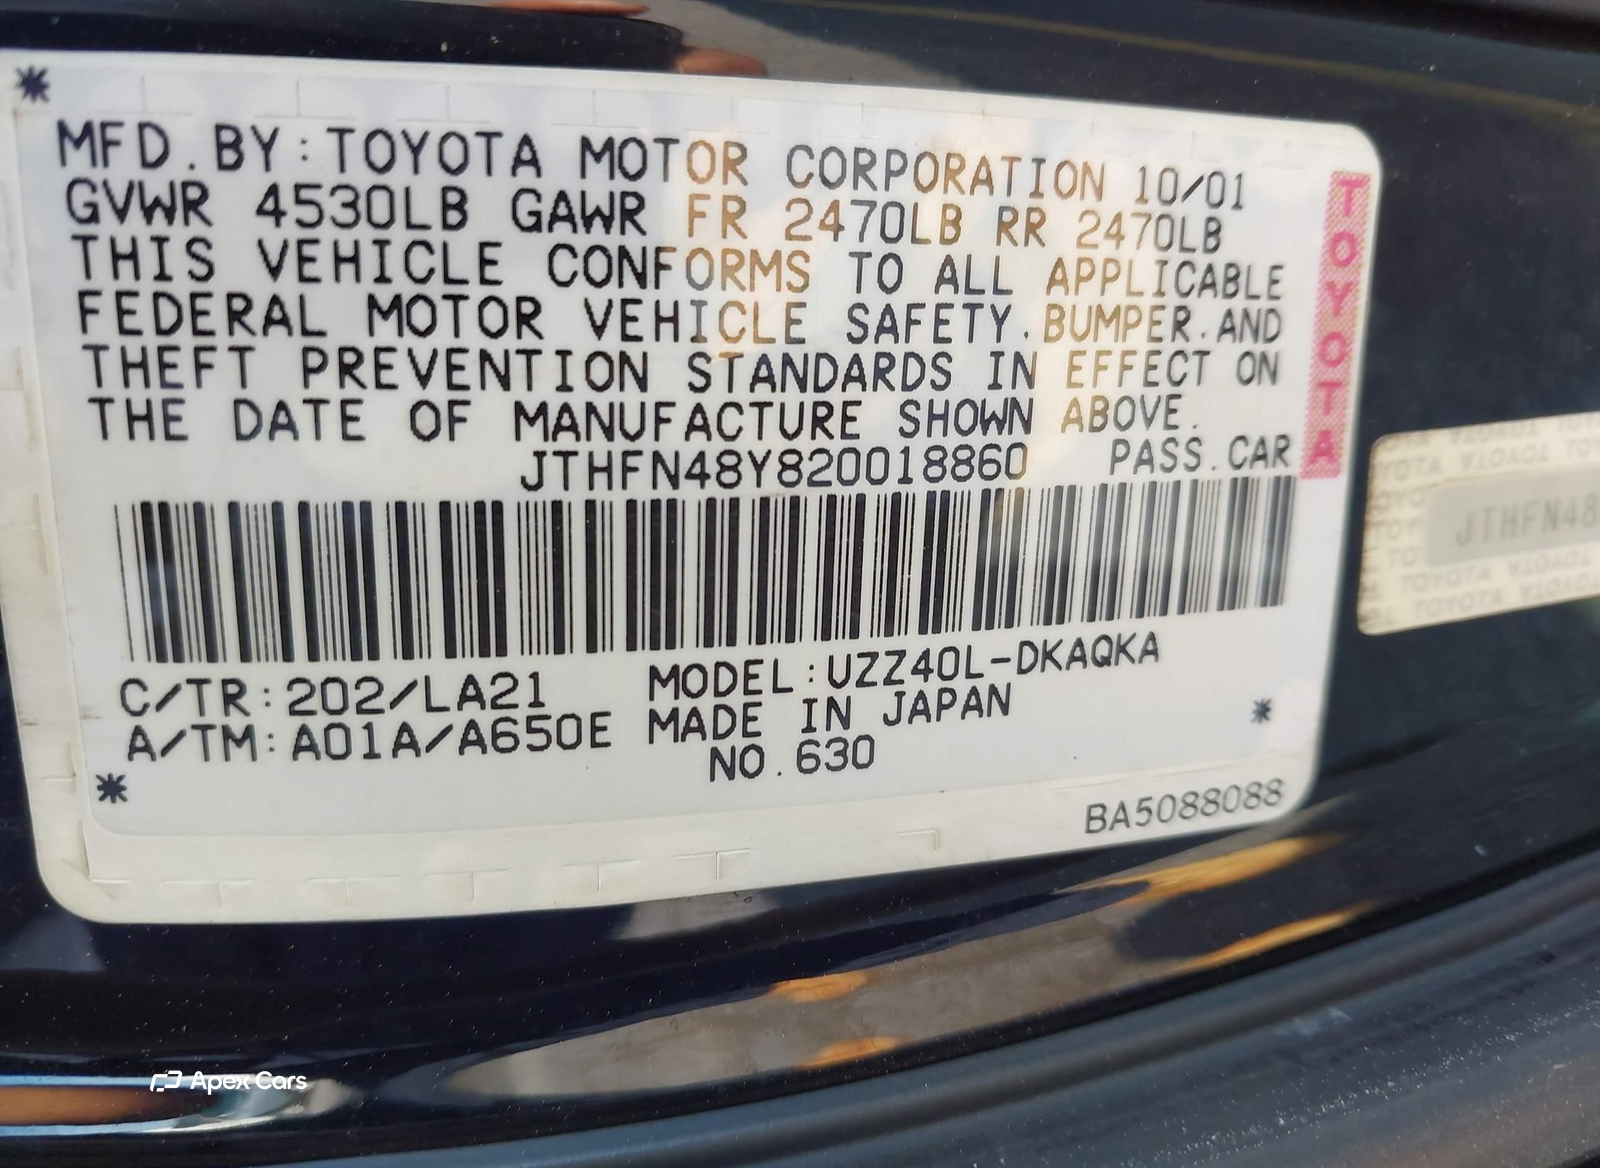 MFD.BY:TOYOTA MOTOR CORPORATION 10/01
GVWR 4530LB GAWR FR 2470LB RR 2470LB
THIS VEHICLE CONFORMS TO ALL APPLICABLE
FEDERAL MOTOR VEHICLE SAFETY.BUMPER.AND
THEFT PREVENTION STANDARDS IN EFFECT ON
THE DATE OF MANUFACTURE SHOWN ABOVE.
JTHFN48Y820018860 PASS.CAR
C/TR:202/LA21 MODEL:UZZ40L-DKAQKA
A/TM:A01A/A650E MADE IN JAPAN
NO.630
BA5088088
TOYOTA
JTHFN48
TOYOTA
Apex Cars